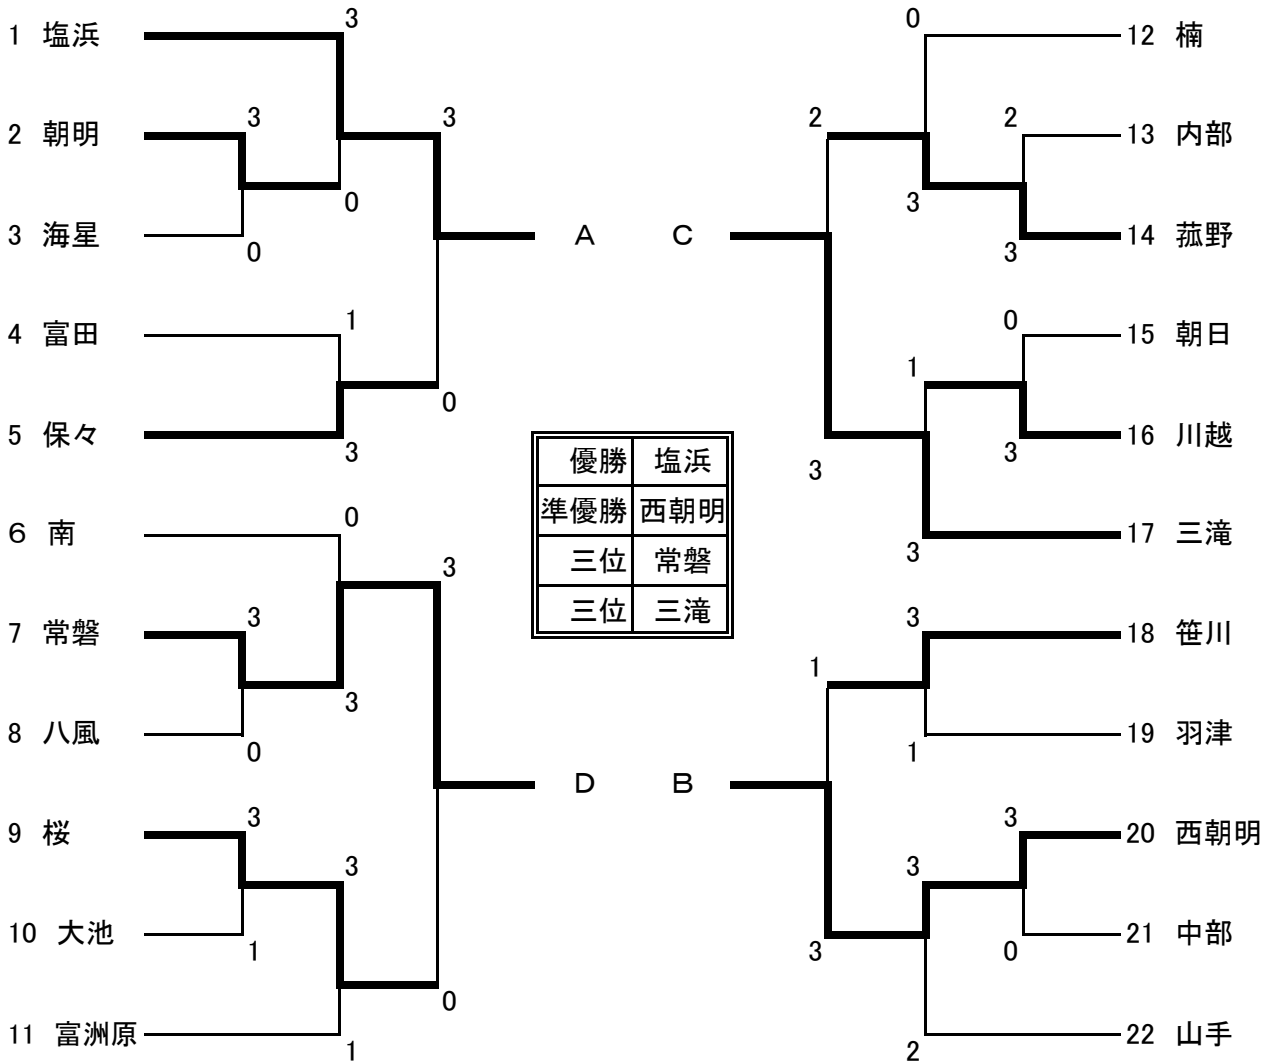 3
1 塩浜
3
3
2 朝明
0
3 海星
0
1
4 富田
0
5 保々
3
0
6 南
3
3
7 常磐
3
8 八風
0
3
9 桜
3
10 大池
1
0
11 富洲原
1
A C
D B
優勝 塩浜
準優勝 西朝明
三位 常磐
三位 三滝
0
12 楠
2
2
13 内部
3
14 菰野
3
0
15 朝日
1
16 川越
3
3
17 三滝
3
3
18 笹川
1
19 羽津
1
3
20 西朝明
3
21 中部
3
0
22 山手
2